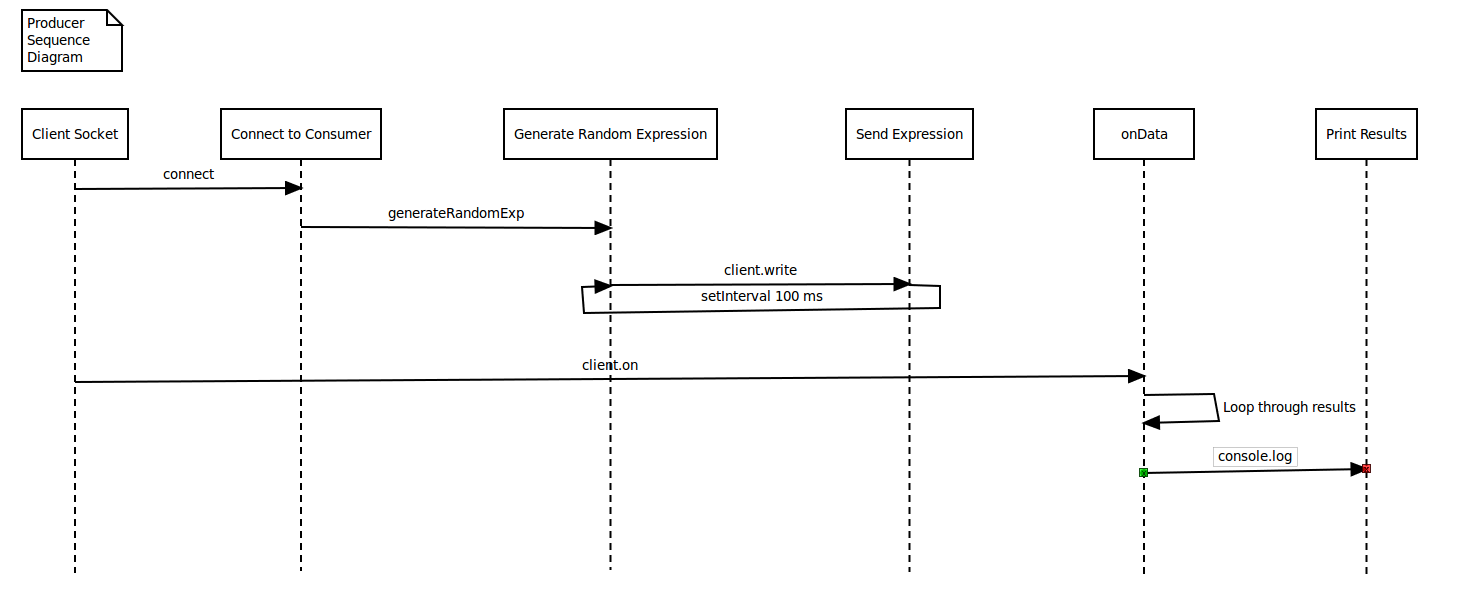 Producer
Sequence
Diagram
Client Socket
Connect to Consumer
Generate Random Expression
Send Expression
onData
Print Results
connect
generateRandomExp
client.write
setInterval 100 ms
client.on
Loop through results
console.log